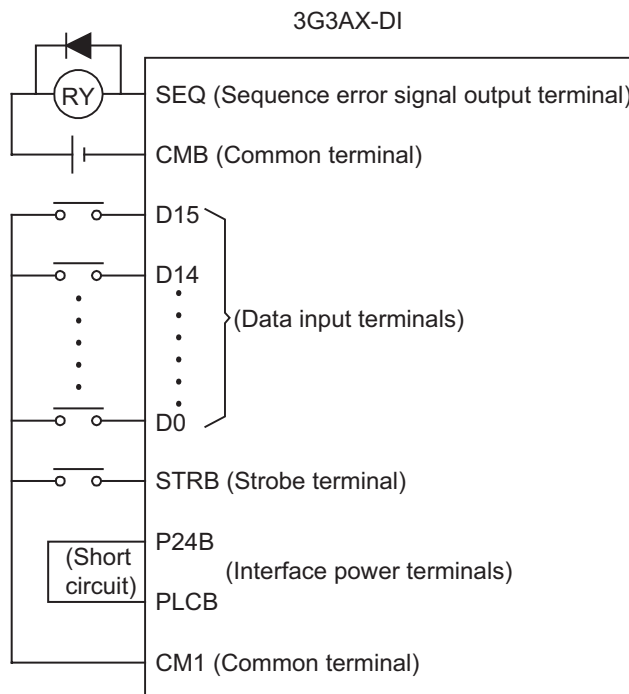 3G3AX-DI
RY
SEQ (Sequence error signal output terminal)
CMB (Common terminal)
D15
D14
(Data input terminals)
D0
STRB (Strobe terminal)
P24B
(Short
circuit)
(Interface power terminals)
PLCB
CM1 (Common terminal)